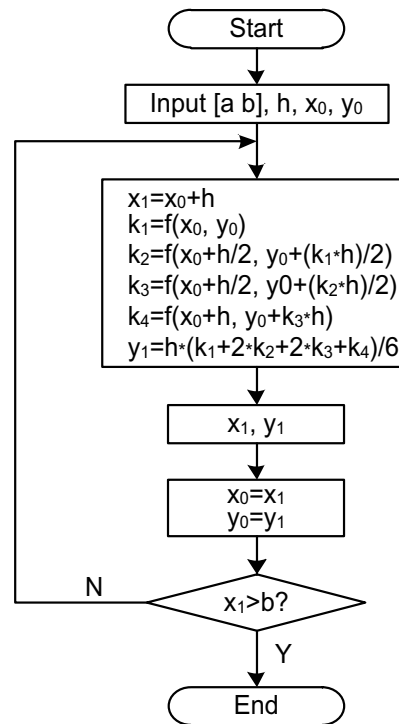 Start
Input [a b], h, x₀, y₀
x₁=x₀+h
k₁=f(x₀, y₀)
k₂=f(x₀+h/2, y₀+(k₁*h)/2)
k₃=f(x₀+h/2, y0+(k₂*h)/2)
k₄=f(x₀+h, y₀+k₃*h)
y₁=h*(k₁+2*k₂+2*k₃+k₄)/6
x₁, y₁
x₀=x₁
y₀=y₁
N
x₁>b?
Y
End